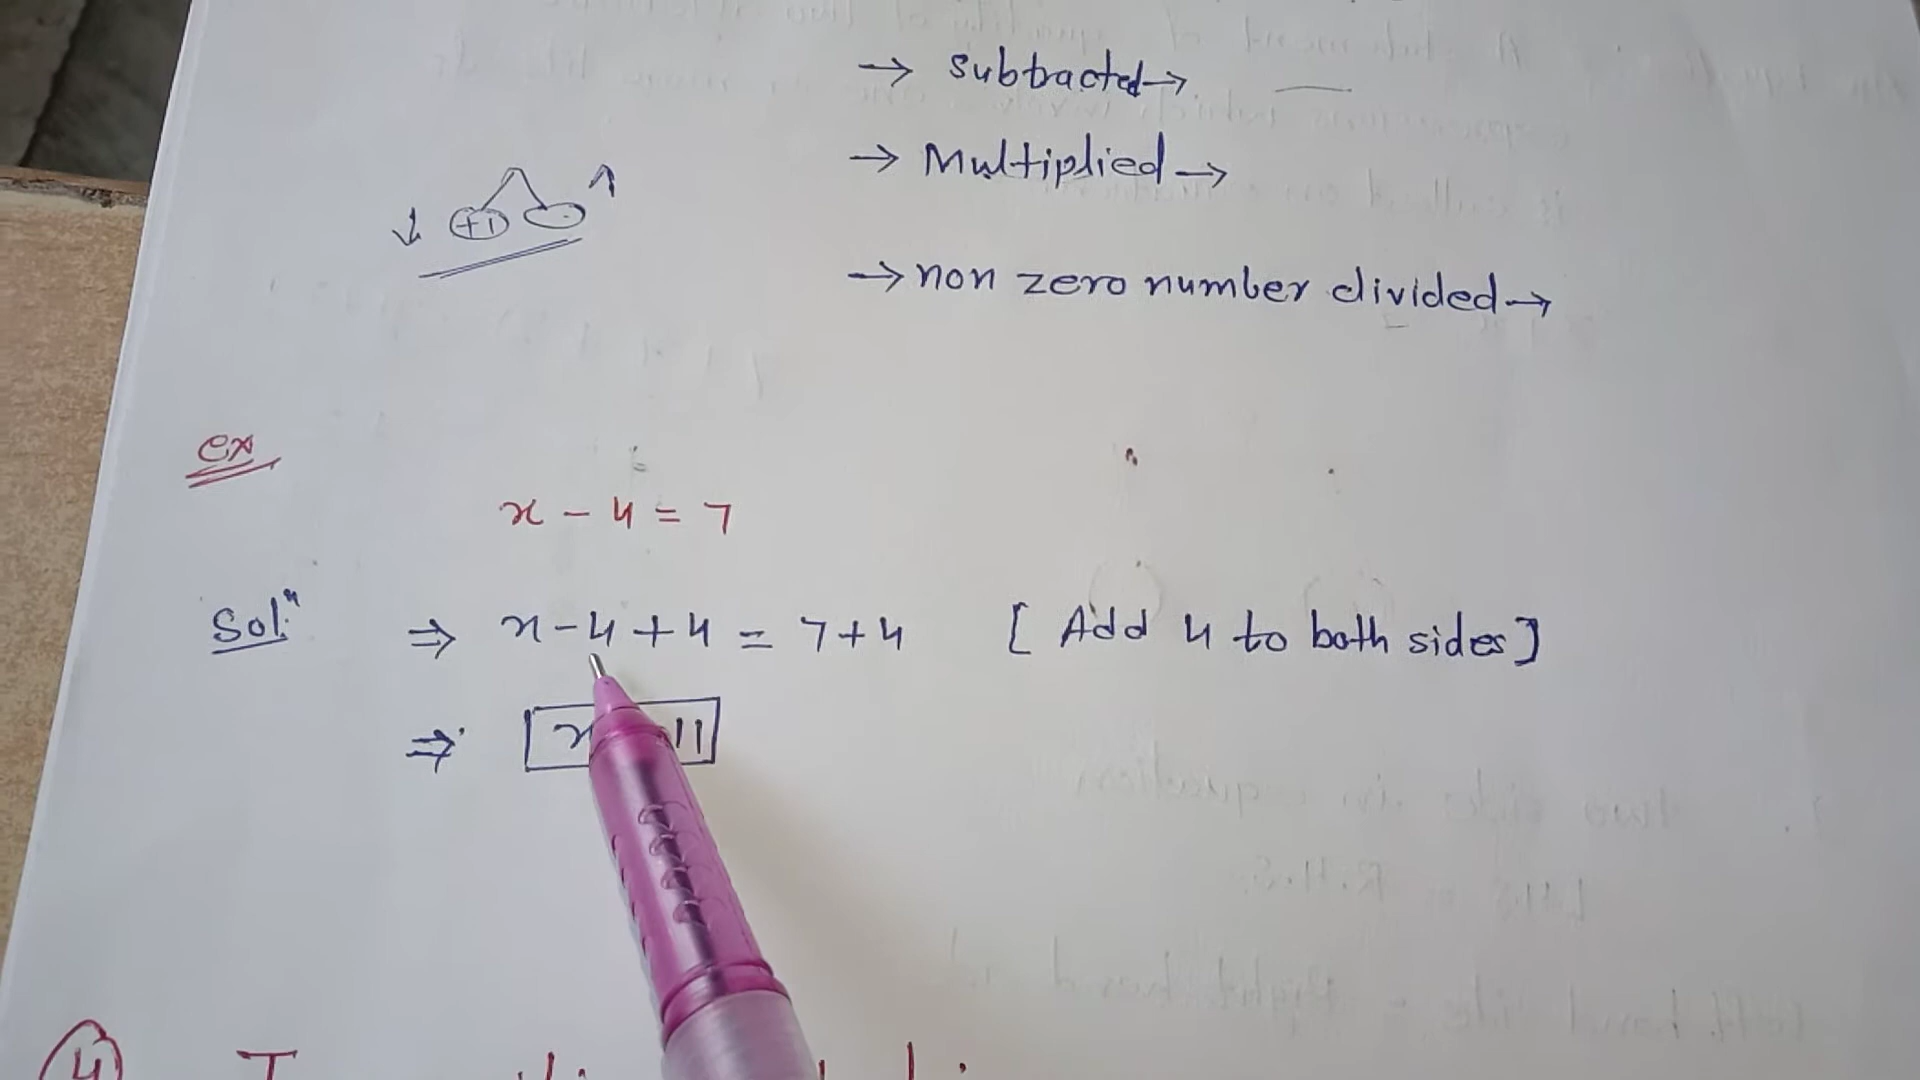 → Subtracted →
→ Multiplied →
+1
→ non zero number divided →
ex
x - 4 = 7
Solⁿ ⇒ x - 4 + 4 = 7 + 4 [ Add 4 to both sides ]
⇒ x 11
4